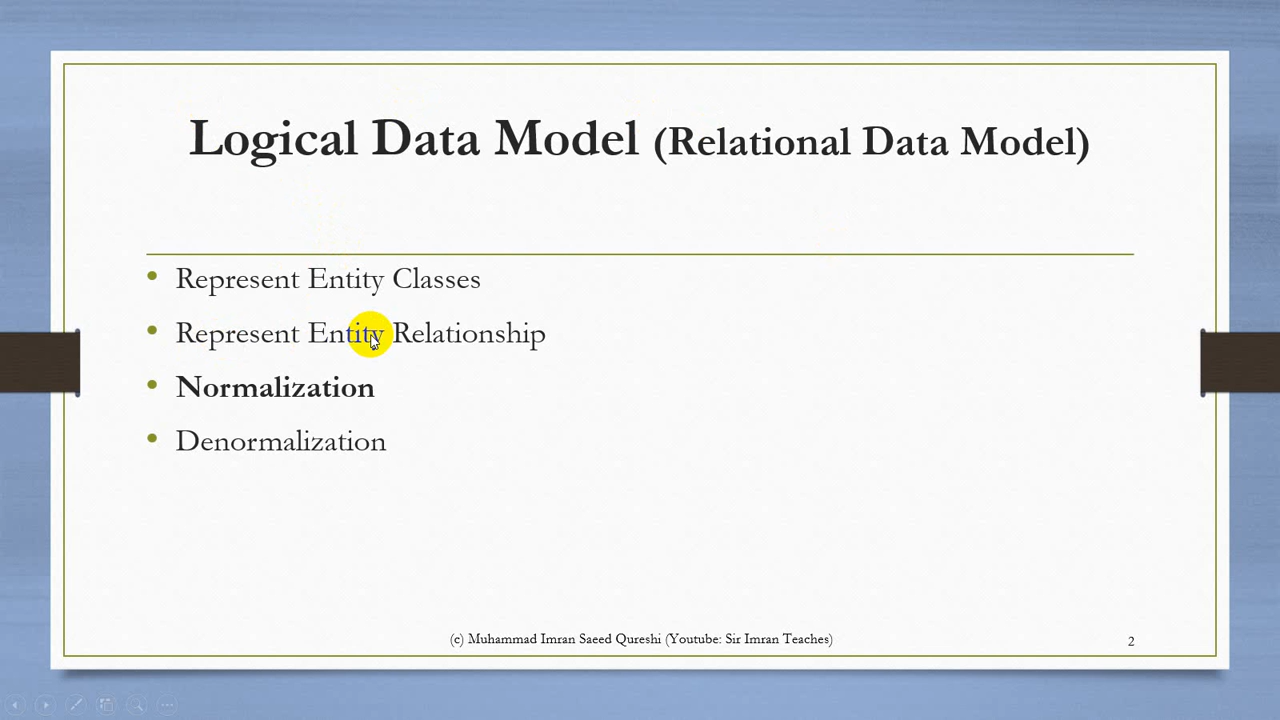 Logical Data Model (Relational Data Model)
• Represent Entity Classes
• Represent Entity Relationship
• Normalization
• Denormalization
(c) Muhammad Imran Saeed Qureshi (Youtube: Sir Imran Teaches)
2